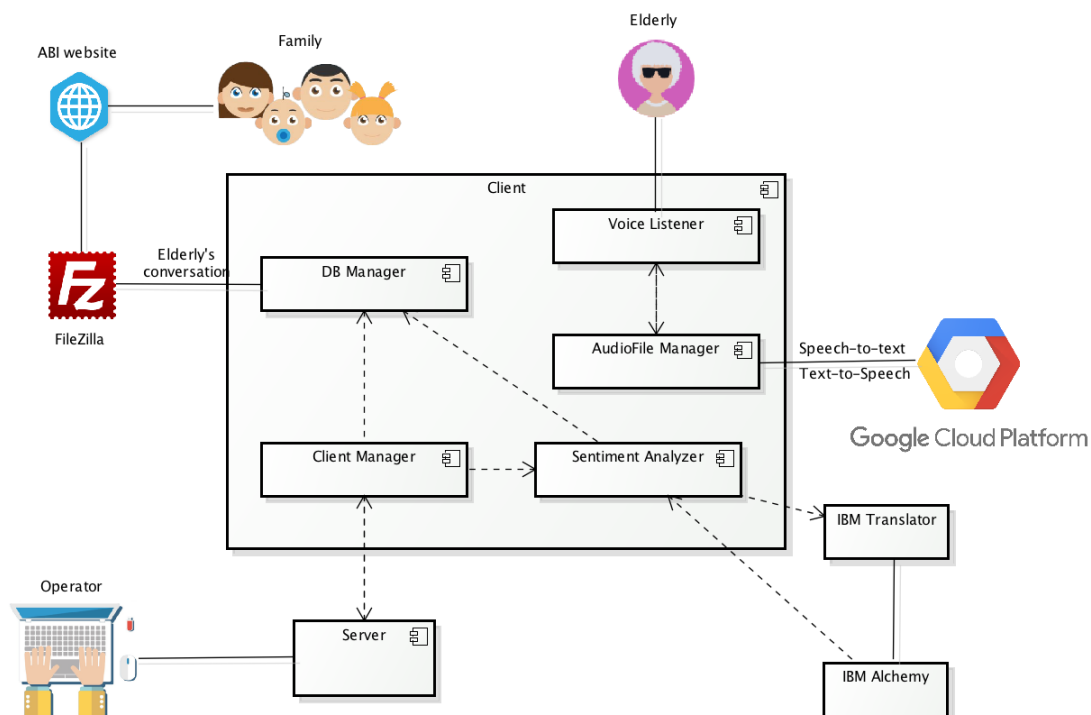 Elderly
Family
ABI website
Client
Voice Listener
Elderly's
conversation
DB Manager
Fz
FileZilla
AudioFile Manager
Speech-to-text
Text-to-Speech
Google Cloud Platform
Client Manager
Sentiment Analyzer
IBM Translator
Operator
Server
IBM Alchemy